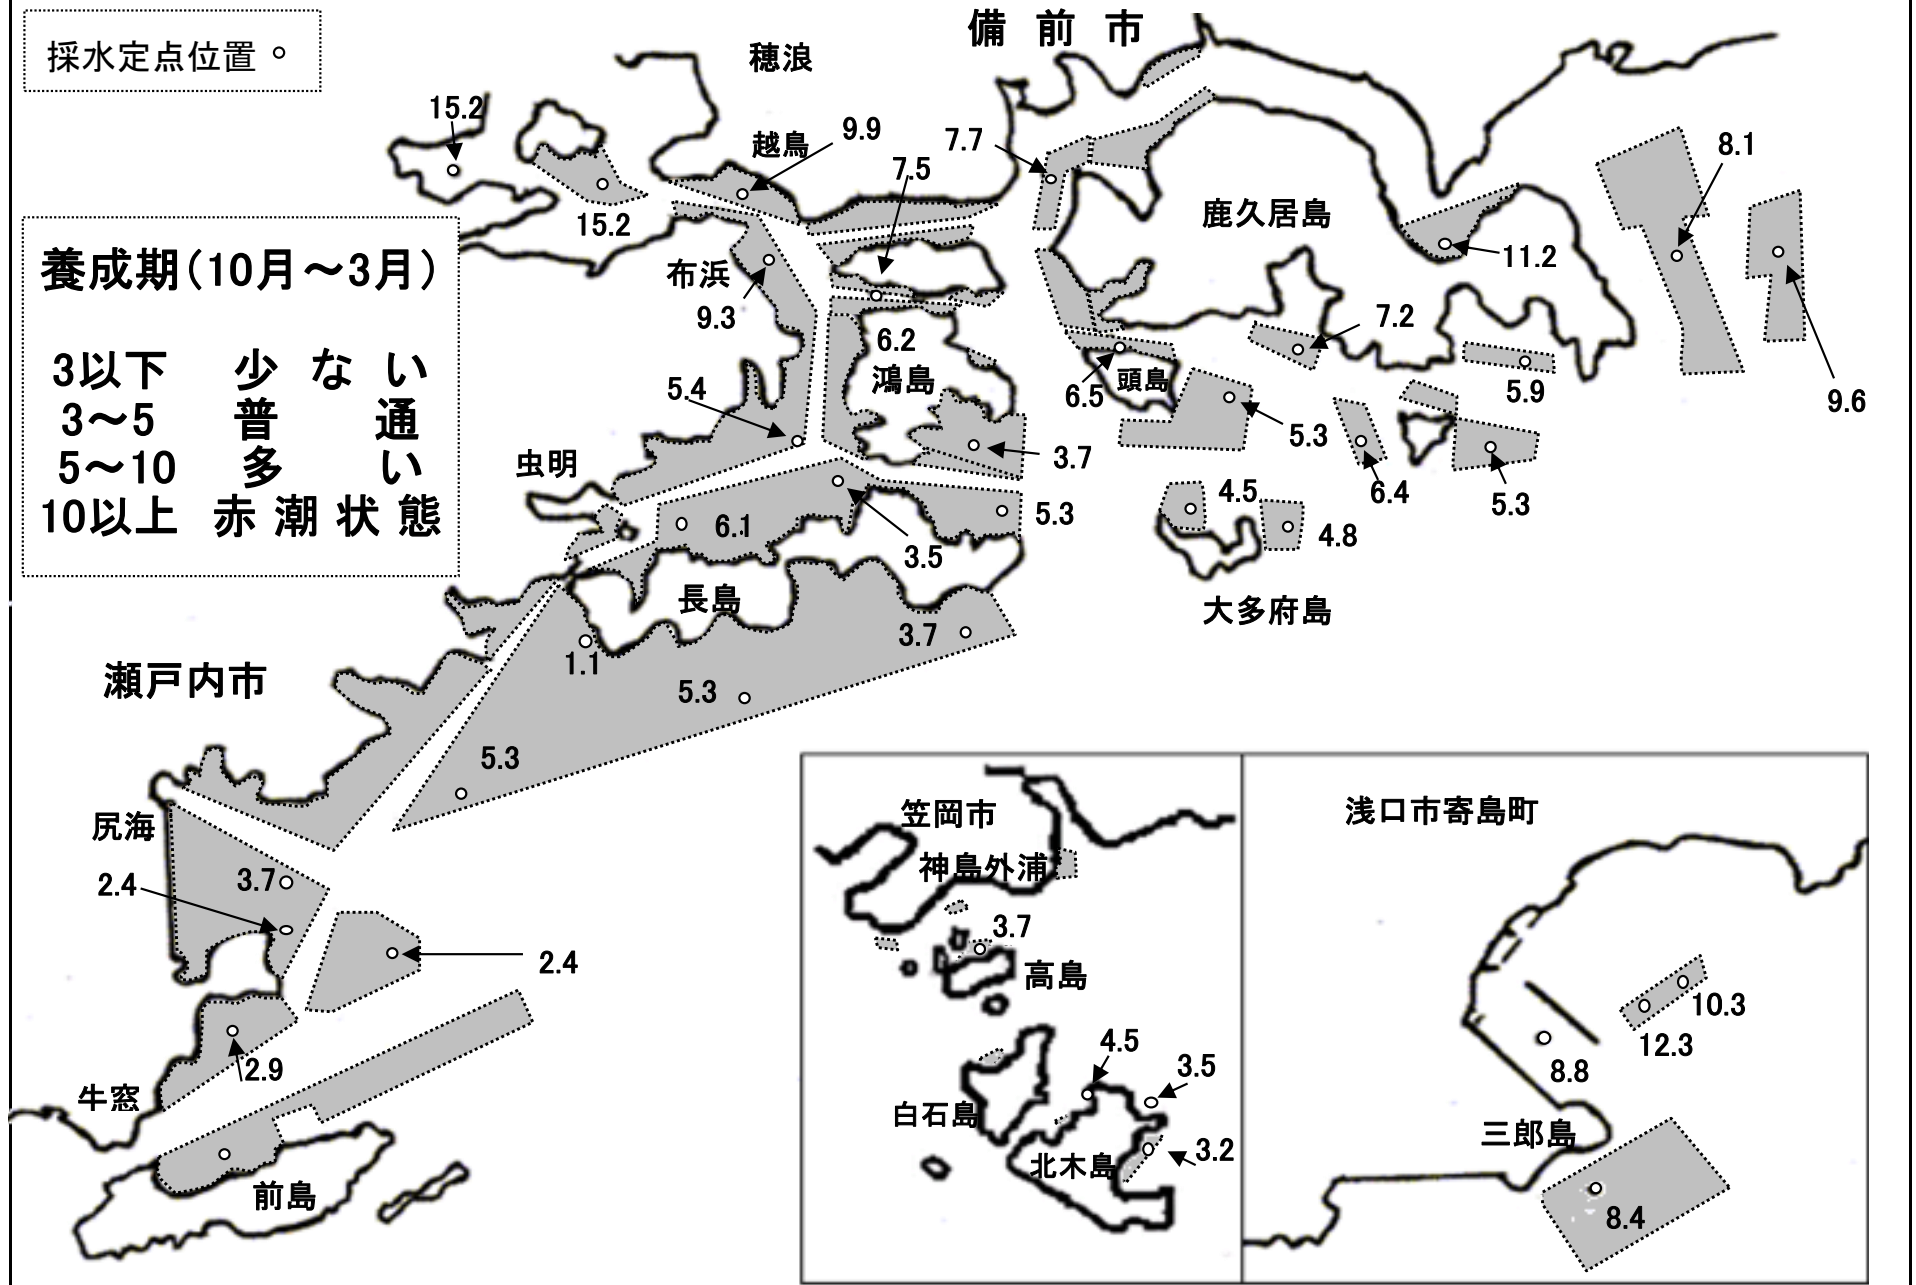 備前市
採水定点位置
穂浪
15.2
越鳥
9.9
7.7
7.5
8.1
15.2
鹿久居島
11.2
養成期(10月～3月)
3以下 少ない
3～5 普通
5～10 多い
10以上 赤潮状態
布浜
9.3
6.2
7.2
鴻島
頭島
5.4
6.5
5.9
9.6
5.3
3.7
虫明
6.4
5.3
4.5
5.3
6.1
4.8
3.5
長島
大多府島
3.7
1.1
瀬戸内市
5.3
5.3
尻海
3.7
2.4
2.4
2.9
牛窓
前島
笠岡市
神島外浦
3.7
高島
4.5
3.5
白石島
3.2
北木島
浅口市寄島町
10.3
12.3
8.8
三郎島
8.4